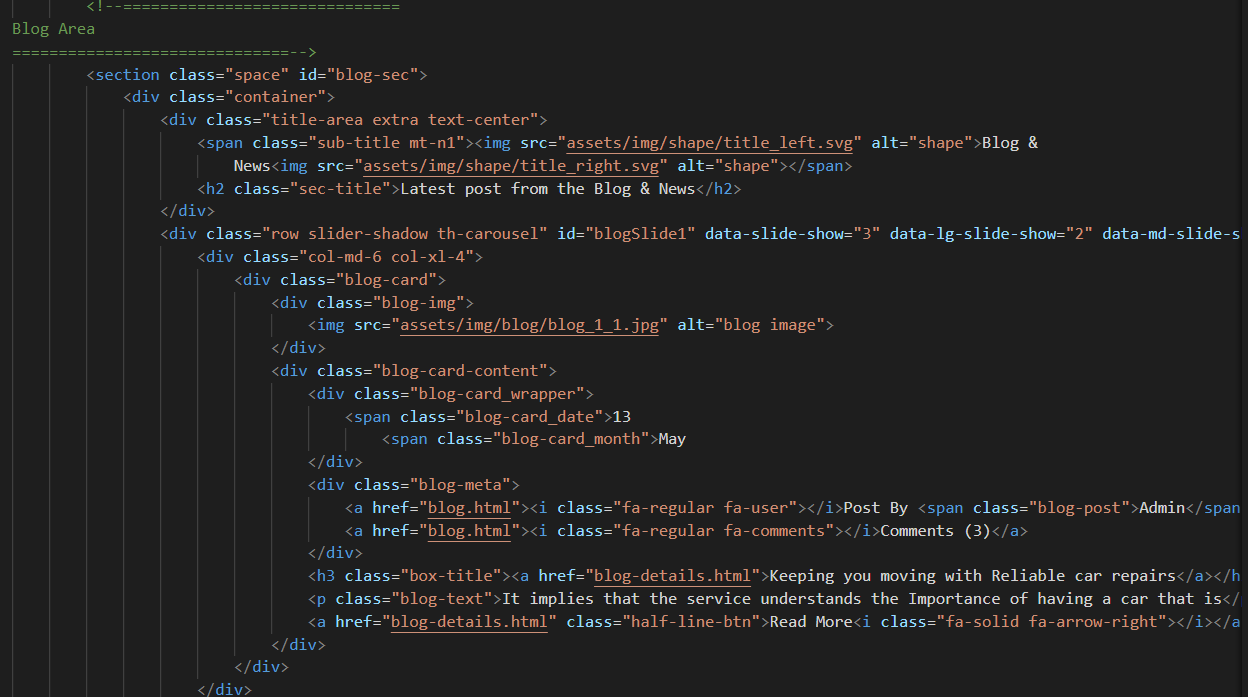 <!--==============================
Blog Area
==============================-->
<section class="space" id="blog-sec">
<div class="container">
<div class="title-area extra text-center">
<span class="sub-title mt-n1"><img src="assets/img/shape/title_left.svg" alt="shape">Blog &
News<img src="assets/img/shape/title_right.svg" alt="shape"></span>
<h2 class="sec-title">Latest post from the Blog & News</h2>
</div>
<div class="row slider-shadow th-carousel" id="blogSlide1" data-slide-show="3" data-lg-slide-show="2" data-md-slide-s
<div class="col-md-6 col-xl-4">
<div class="blog-card">
<div class="blog-img">
<img src="assets/img/blog/blog_1_1.jpg" alt="blog image">
</div>
<div class="blog-card-content">
<div class="blog-card_wrapper">
<span class="blog-card_date">13
<span class="blog-card_month">May
</div>
<div class="blog-meta">
<a href="blog.html"><i class="fa-regular fa-user"></i>Post By <span class="blog-post">Admin</span
<a href="blog.html"><i class="fa-regular fa-comments"></i>Comments (3)</a>
</div>
<h3 class="box-title"><a href="blog-details.html">Keeping you moving with Reliable car repairs</a></h
<p class="blog-text">It implies that the service understands the Importance of having a car that is</
<a href="blog-details.html" class="half-line-btn">Read More<i class="fa-solid fa-arrow-right"></i></a
</div>
</div>
</div>